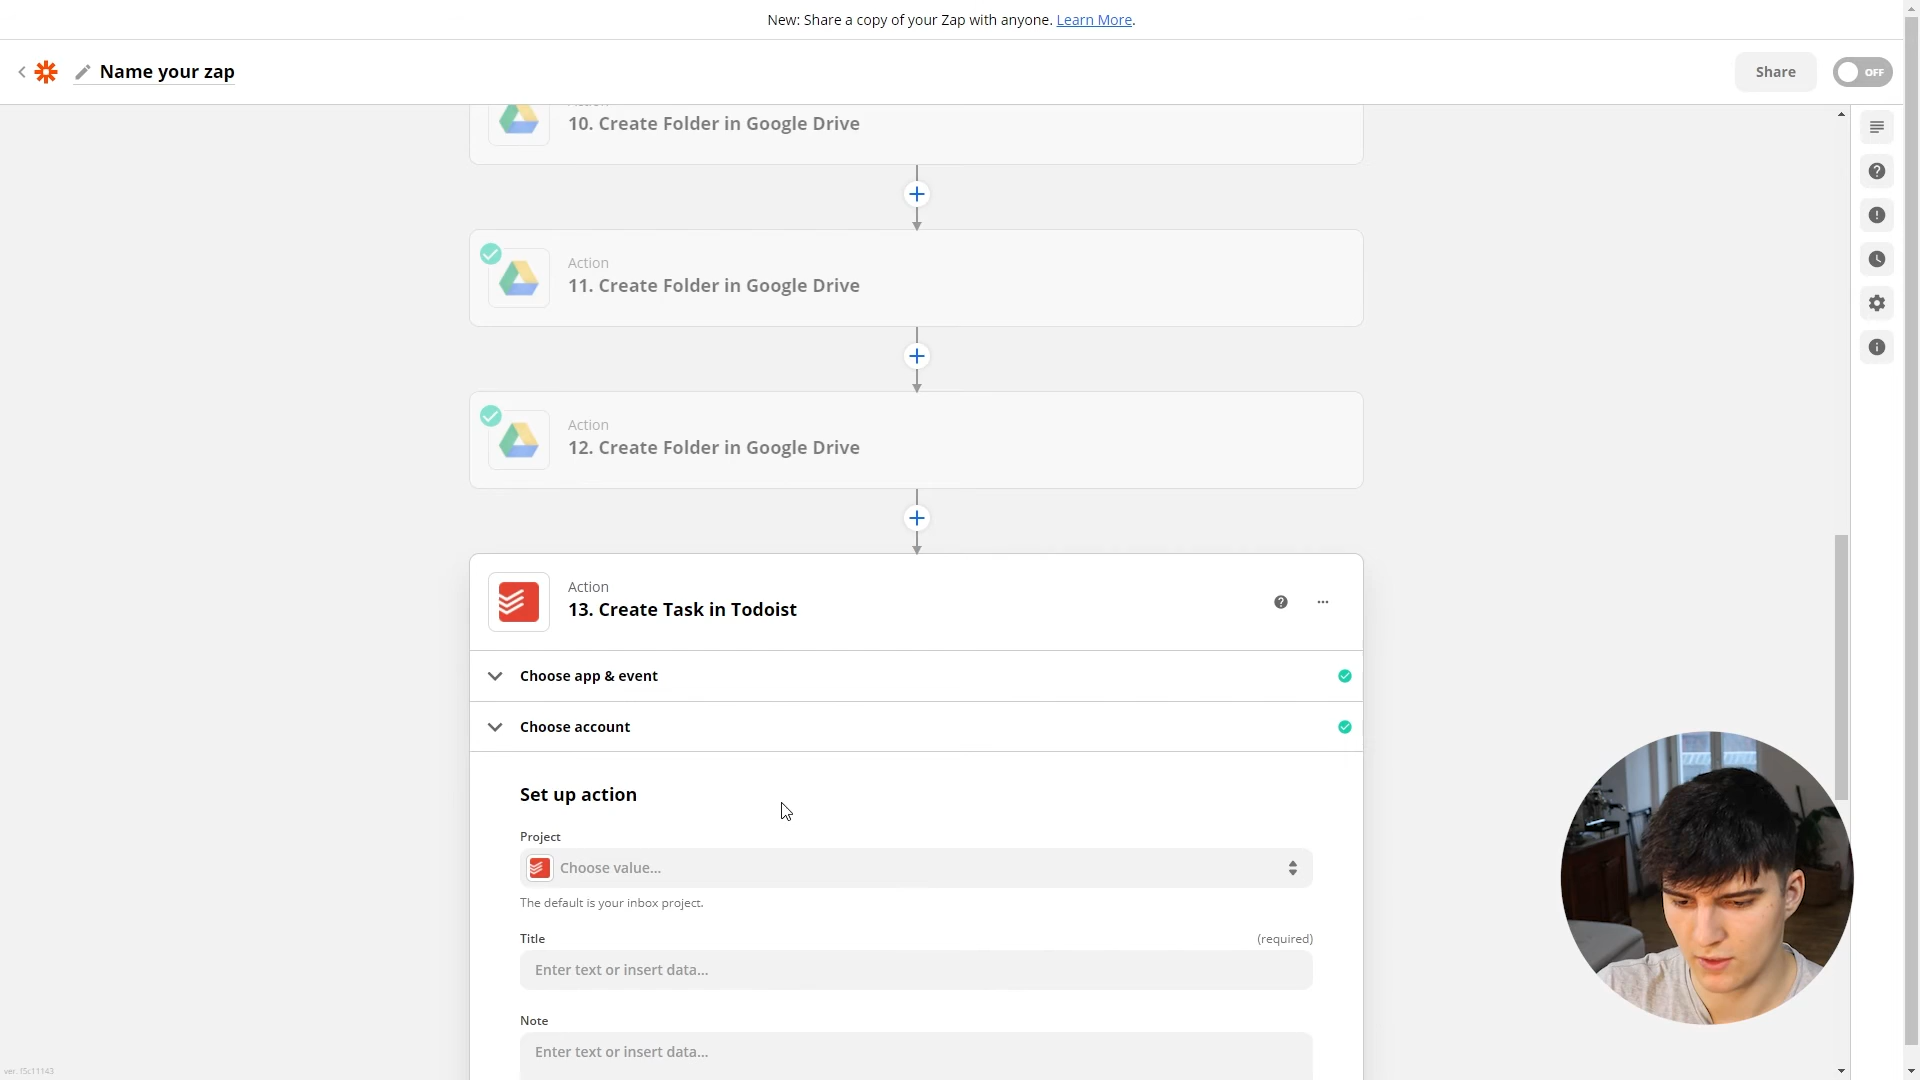 New: Share a copy of your Zap with anyone. Learn More.
Name your zap
Share
OFF
10. Create Folder in Google Drive
Action
11. Create Folder in Google Drive
Action
12. Create Folder in Google Drive
Action
13. Create Task in Todoist
Choose app & event
Choose account
Set up action
Project
Choose value...
The default is your inbox project.
Title (required)
Enter text or insert data...
Note
Enter text or insert data...
ver. f5c11143